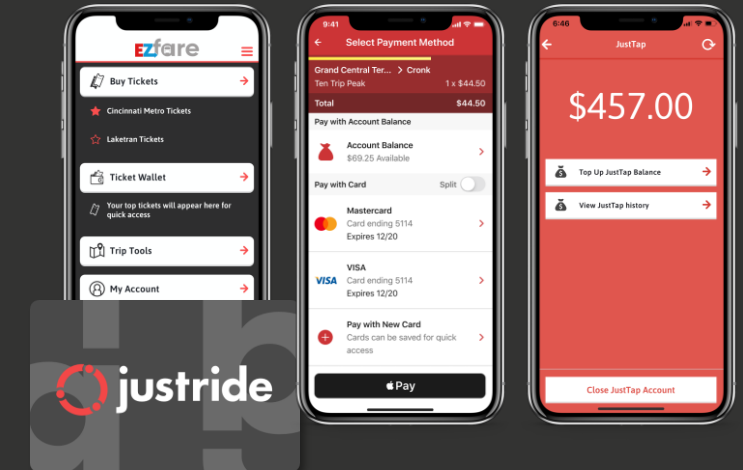 EZfare
Buy Tickets
Cincinnati Metro Tickets
Laketran Tickets
Ticket Wallet
Your top tickets will appear here for
quick access
Trip Tools
My Account
justride
9:41
Select Payment Method
Grand Central Ter... > Cronk
Ten Trip Peak 1 x $44.50
Total $44.50
Pay with Account Balance
Account Balance
$69.25 Available
Pay with Card Split
Mastercard
Card ending 5114
Expires 12/20
VISA
VISA
Card ending 5114
Expires 12/20
Pay with New Card
Cards can be saved for quick
access
Pay
6:46
JustTap
$457.00
Top Up JustTap Balance
View JustTap history
Close JustTap Account